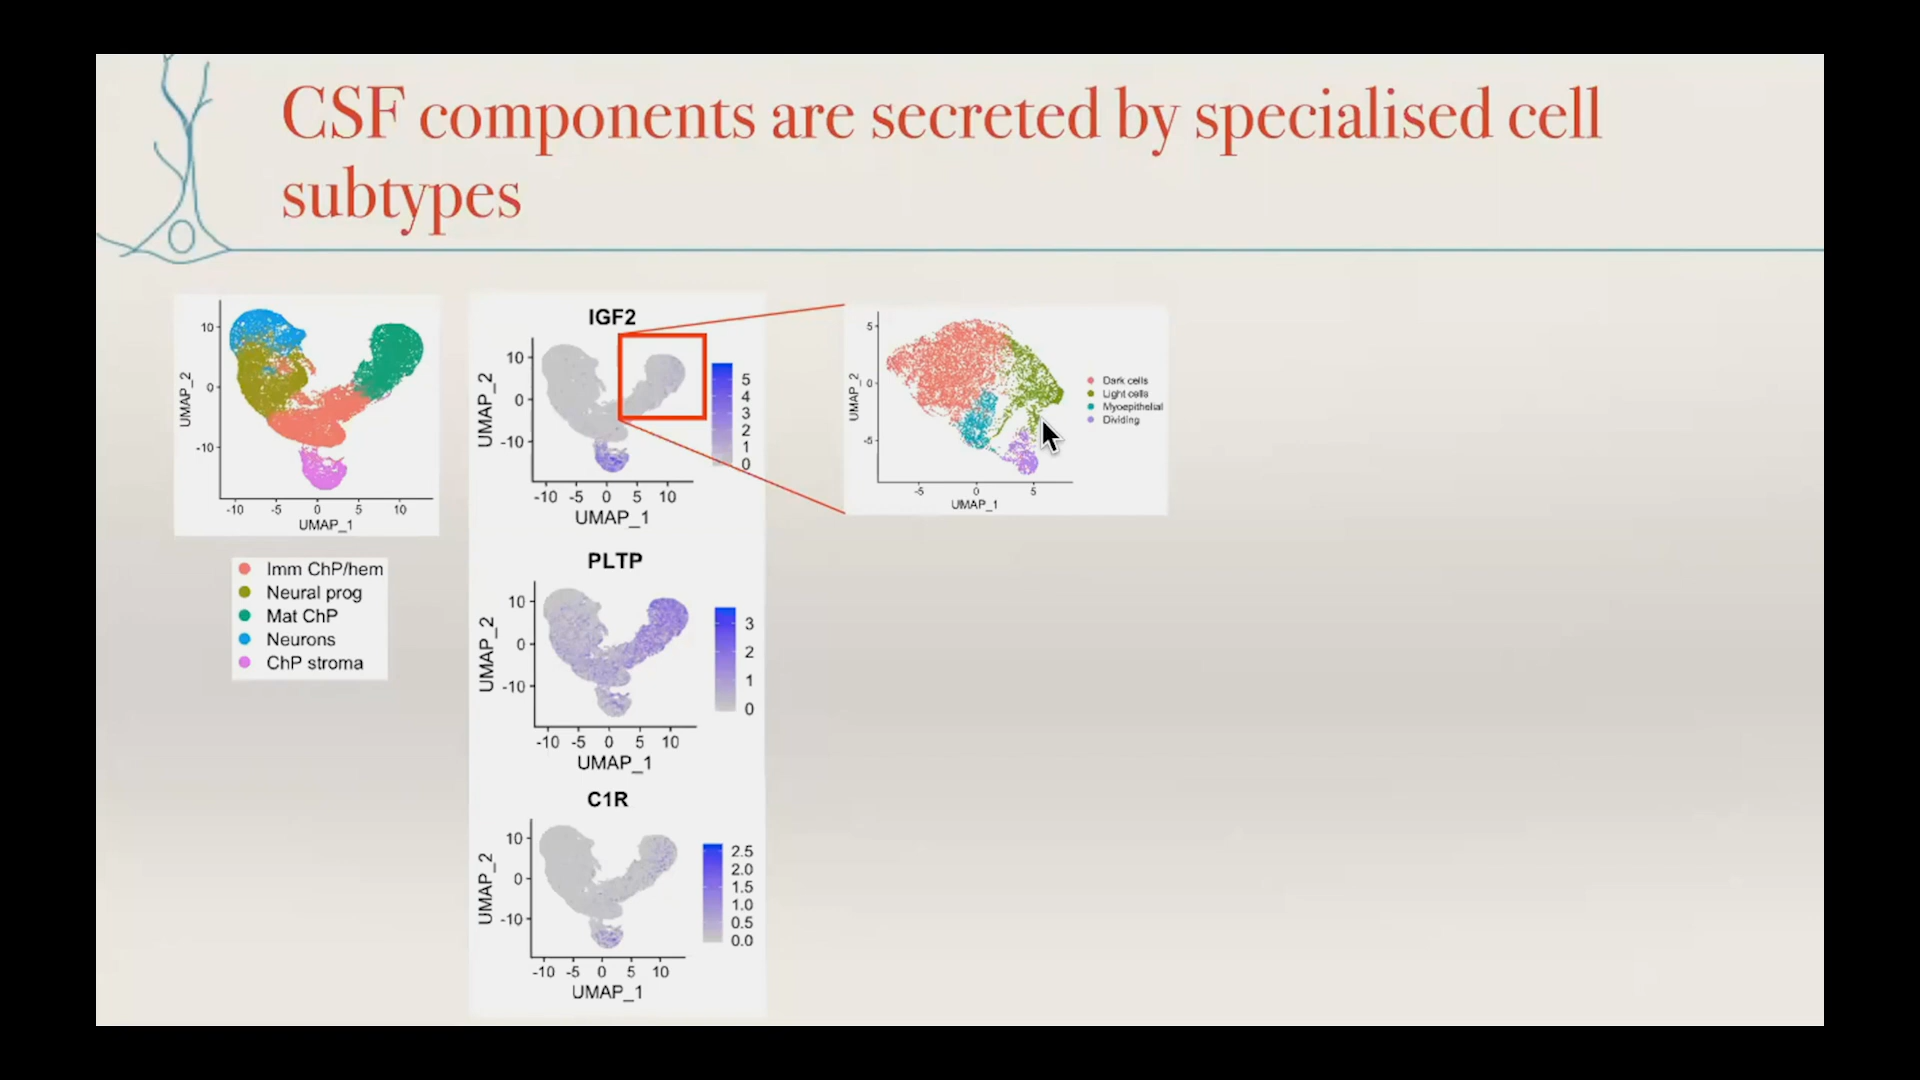 CSF components are secreted by specialised cell
subtypes
10
0
-10
UMAP_2
-10 -5 0 5 10
UMAP_1
Imm ChP/hem
Neural prog
Mat ChP
Neurons
ChP stroma
IGF2
10
0
-10
UMAP_2
-10 -5 0 5 10
UMAP_1
5
4
3
2
1
0
PLTP
10
0
-10
UMAP_2
-10 -5 0 5 10
UMAP_1
3
2
1
0
C1R
10
0
-10
UMAP_2
-10 -5 0 5 10
UMAP_1
2.5
2.0
1.5
1.0
0.5
0.0
5
0
-5
UMAP_2
-5 0 5
UMAP_1
Dark cells
Light cells
Myoepithelial
Dividing